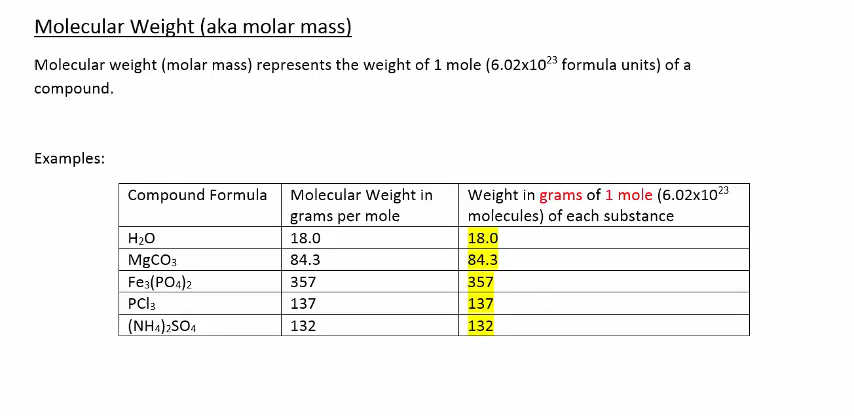 Molecular Weight (aka molar mass)
Molecular weight (molar mass) represents the weight of 1 mole (6.02x10²³ formula units) of a
compound.
Examples:
Compound Formula
Molecular Weight in
grams per mole
Weight in grams of 1 mole (6.02x10²³
molecules) of each substance
H₂O
18.0
18.0
MgCO₃
84.3
84.3
Fe₃(PO₄)₂
357
357
PCl₃
137
137
(NH₄)₂SO₄
132
132